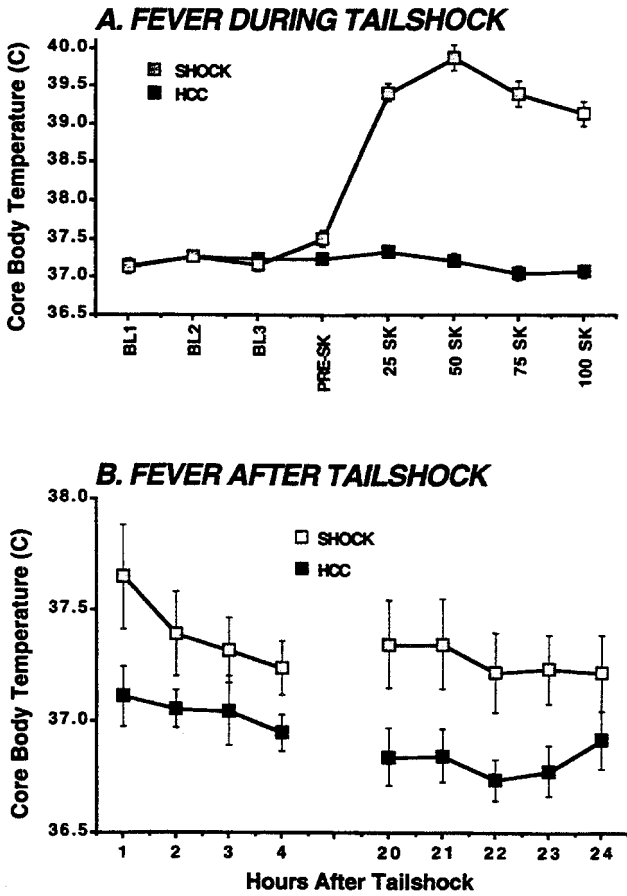 A. FEVER DURING TAILSHOCK
Core Body Temperature (C)
40.0
39.5
39.0
38.5
38.0
37.5
37.0
36.5
SHOCK
HCC
BL1
BL2
BL3
PRE-SK
25 SK
50 SK
75 SK
100 SK
B. FEVER AFTER TAILSHOCK
Core Body Temperature (C)
38.0
37.5
37.0
36.5
SHOCK
HCC
1 2 3 4 20 21 22 23 24
Hours After Tailshock